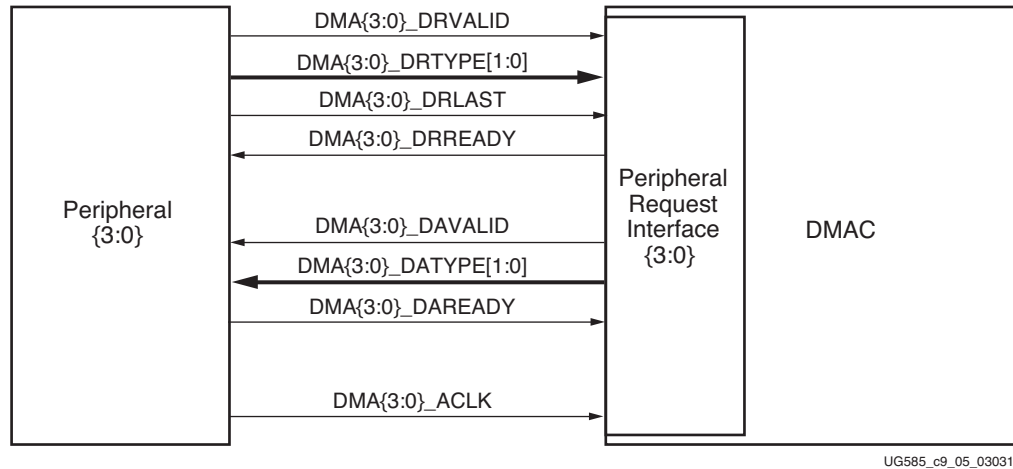 DMA{3:0}_DRVALID
DMA{3:0}_DRTYPE[1:0]
DMA{3:0}_DRLAST
DMA{3:0}_DRREADY
Peripheral
{3:0}
DMA{3:0}_DAVALID
DMA{3:0}_DATYPE[1:0]
DMA{3:0}_DAREADY
DMA{3:0}_ACLK
Peripheral
Request
Interface
{3:0}
DMAC
UG585_c9_05_03031